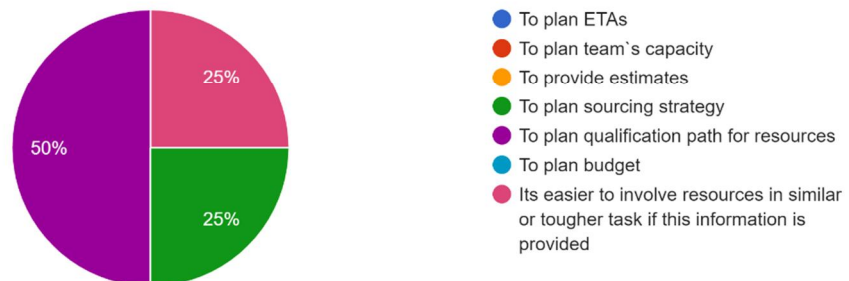 25%
50%
25%
To plan ETAs
To plan team`s capacity
To provide estimates
To plan sourcing strategy
To plan qualification path for resources
To plan budget
Its easier to involve resources in similar
or tougher task if this information is
provided